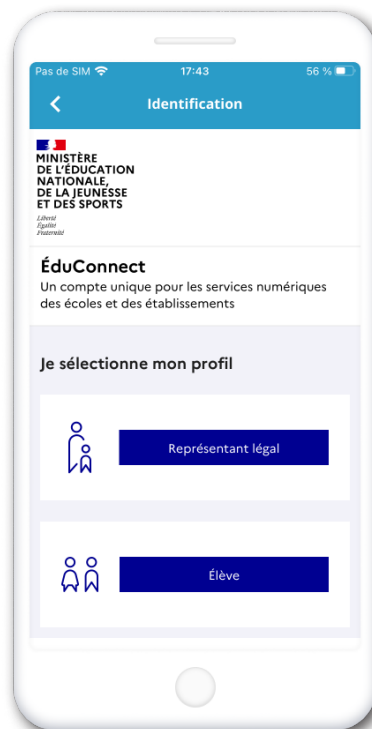 Pas de SIM 17:43 56 %
Identification
MINISTÈRE
DE L'ÉDUCATION
NATIONALE,
DE LA JEUNESSE
ET DES SPORTS
Liberté
Égalité
Fraternité
ÉduConnect
Un compte unique pour les services numériques
des écoles et des établissements
Je sélectionne mon profil
Représentant légal
Élève